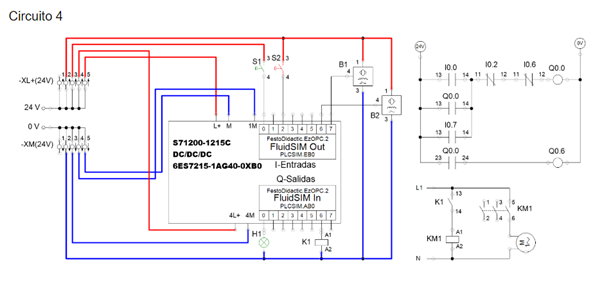 Circuito 4
-XL+(24V)
1 2 3 4 5
24 V
0 V
-XM(24V)
1 2 3 4 5
L+ M 1M
S71200-1215C
DC/DC/DC
6ES7215-1AG40-0XB0
4L+ 4M
S1 3 4
S2 3 4
B1 1 4 3
B2 1 4 3
0 1 2 3 4 5 6 7
FestoDidactic.EzOPC.2
FluidSIM Out
PLCSIM.EB0
I-Entradas
Q-Salidas
FestoDidactic.EzOPC.2
FluidSIM In
PLCSIM.AB0
0 1 2 3 4 5 6 7
H1
K1 A1 A2
24V 0V
I0.0 I0.2 I0.6 Q0.0
13 14 11 12 11 12
Q0.0
13 14
I0.7
13 14
Q0.0 Q0.6
23 24
L1
K1 13 14
1 3 5
2 4 6
KM1
KM1 A1 A2
M
N